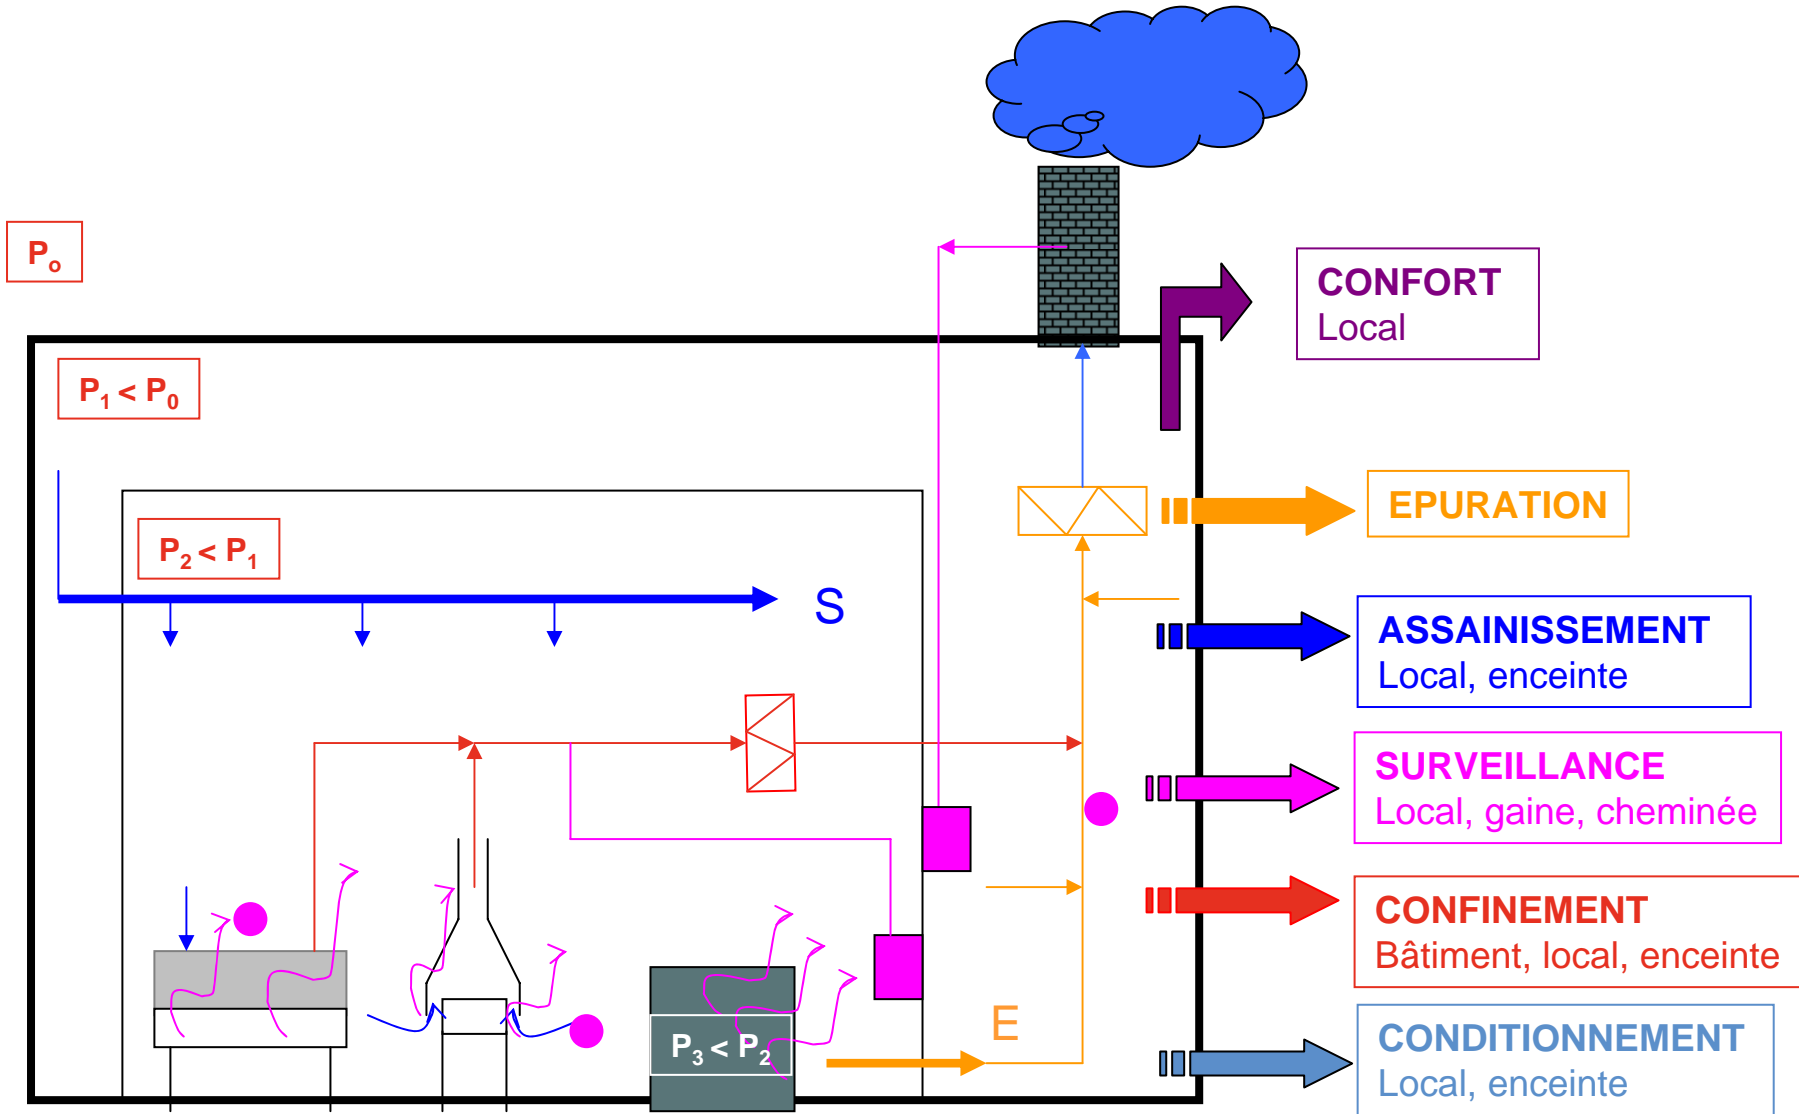 Po
CONFORT
Local
P1 < P0
EPURATION
P2 < P1
S
ASSAINISSEMENT
Local, enceinte
SURVEILLANCE
Local, gaine, cheminée
CONFINEMENT
Bâtiment, local, enceinte
E
P3 < P2
CONDITIONNEMENT
Local, enceinte